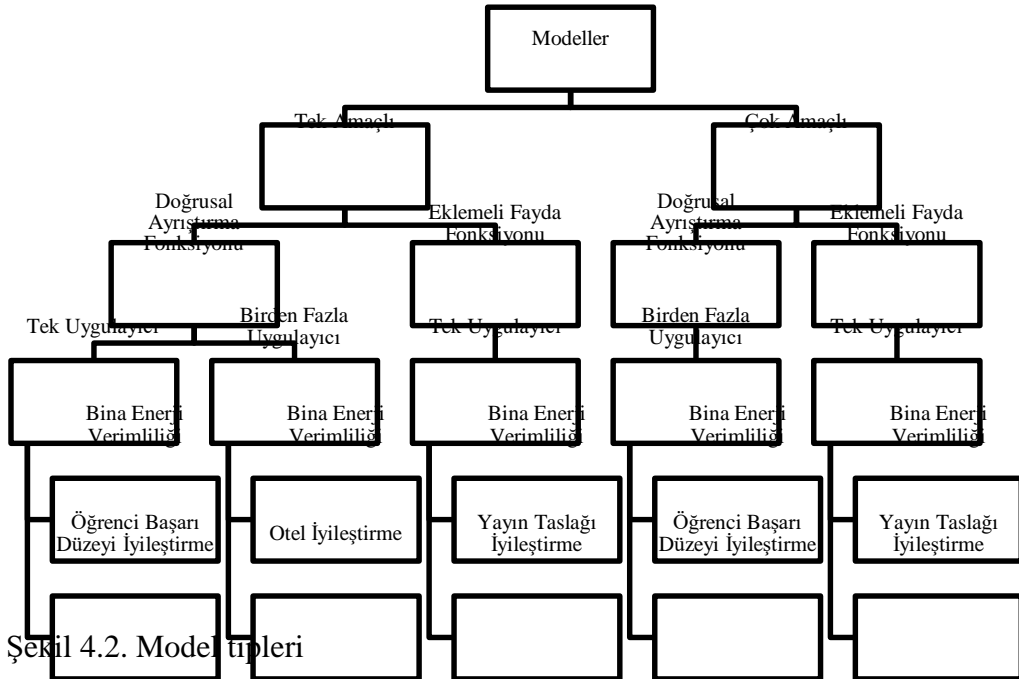 Modeller
Tek Amaçlı
Çok Amaçlı
Doğrusal
Ayrıştırma
Fonksiyonu
Eklemeli Fayda
Fonksiyonu
Doğrusal
Ayrıştırma
Fonksiyonu
Eklemeli Fayda
Fonksiyonu
Tek Uygulayıcı
Birden Fazla
Uygulayıcı
Tek Uygulayıcı
Birden Fazla
Uygulayıcı
Tek Uygulayıcı
Bina Enerji
Verimliliği
Bina Enerji
Verimliliği
Bina Enerji
Verimliliği
Bina Enerji
Verimliliği
Bina Enerji
Verimliliği
Öğrenci Başarı
Düzeyi İyileştirme
Otel İyileştirme
Yayın Taslağı
İyileştirme
Öğrenci Başarı
Düzeyi İyileştirme
Yayın Taslağı
İyileştirme
Şekil 4.2. Model tipleri